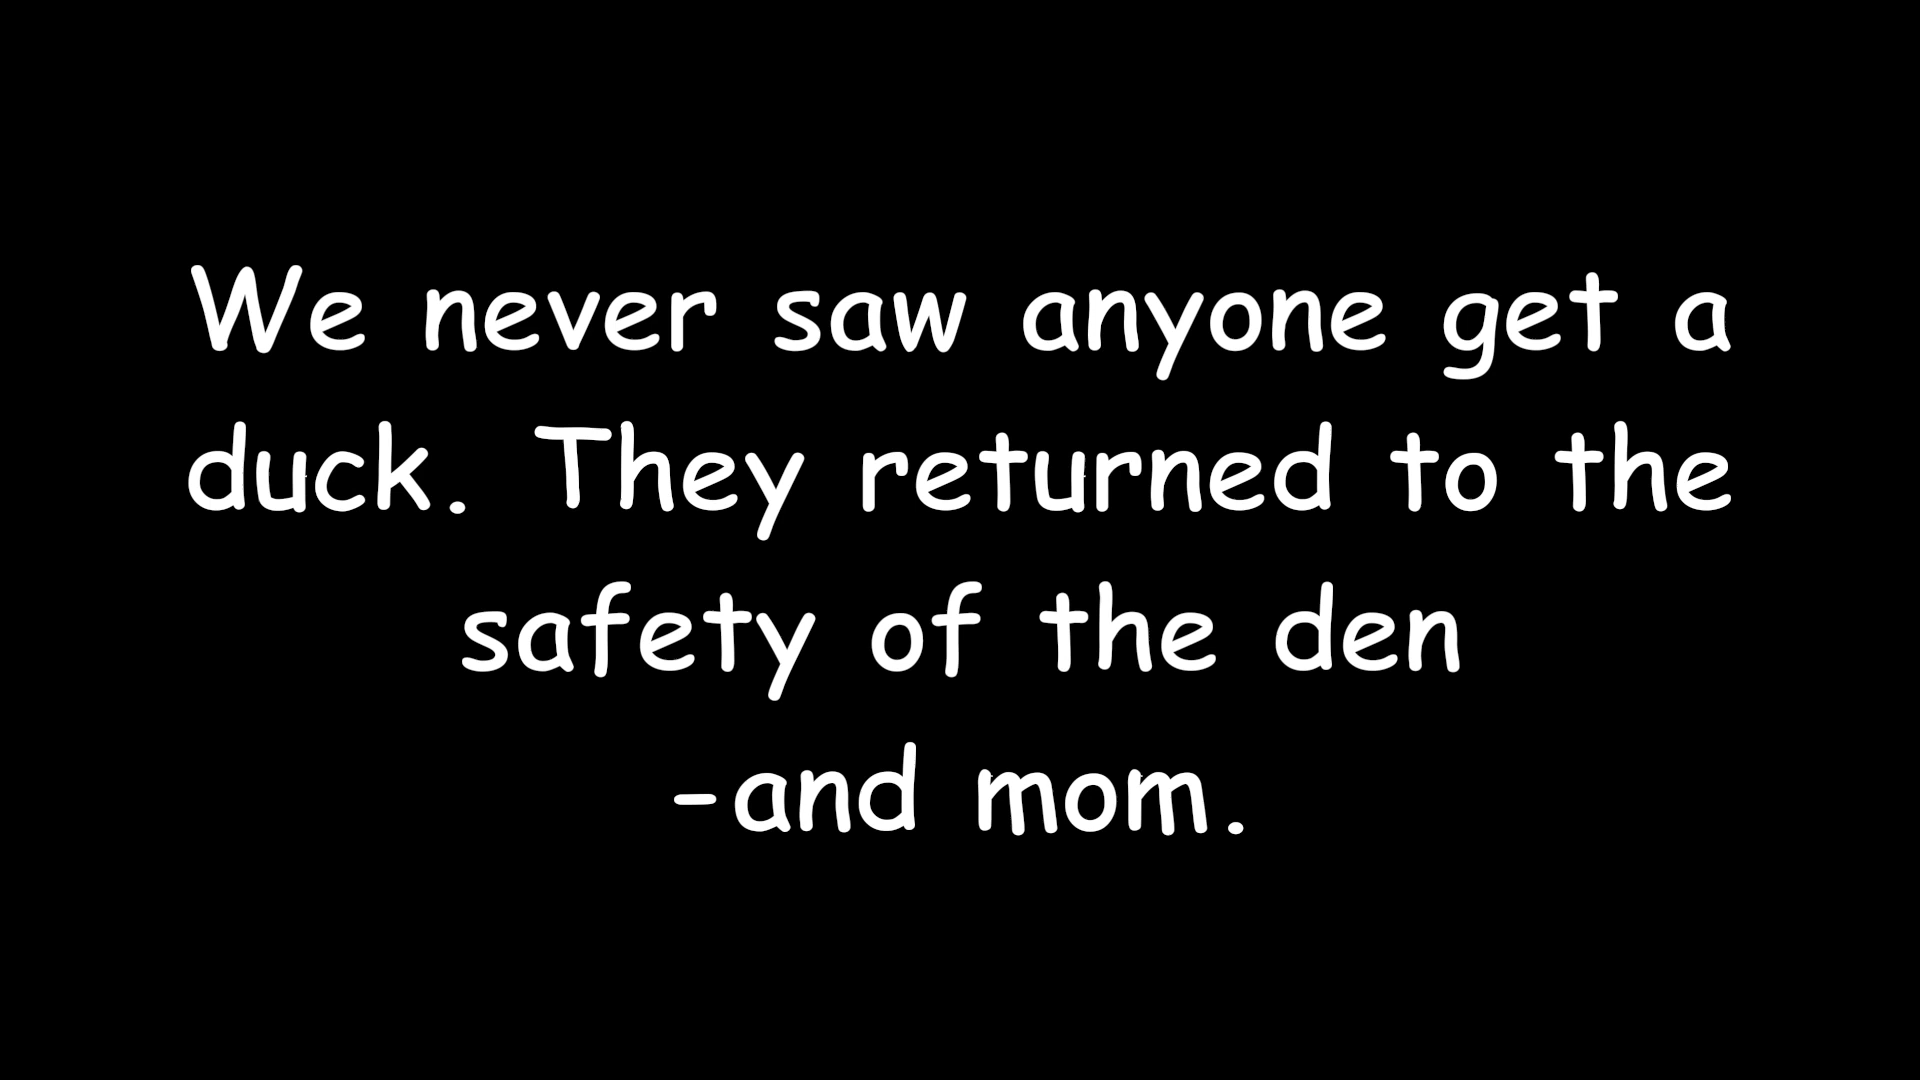 We never saw anyone get a
duck. They returned to the
safety of the den
-and mom.